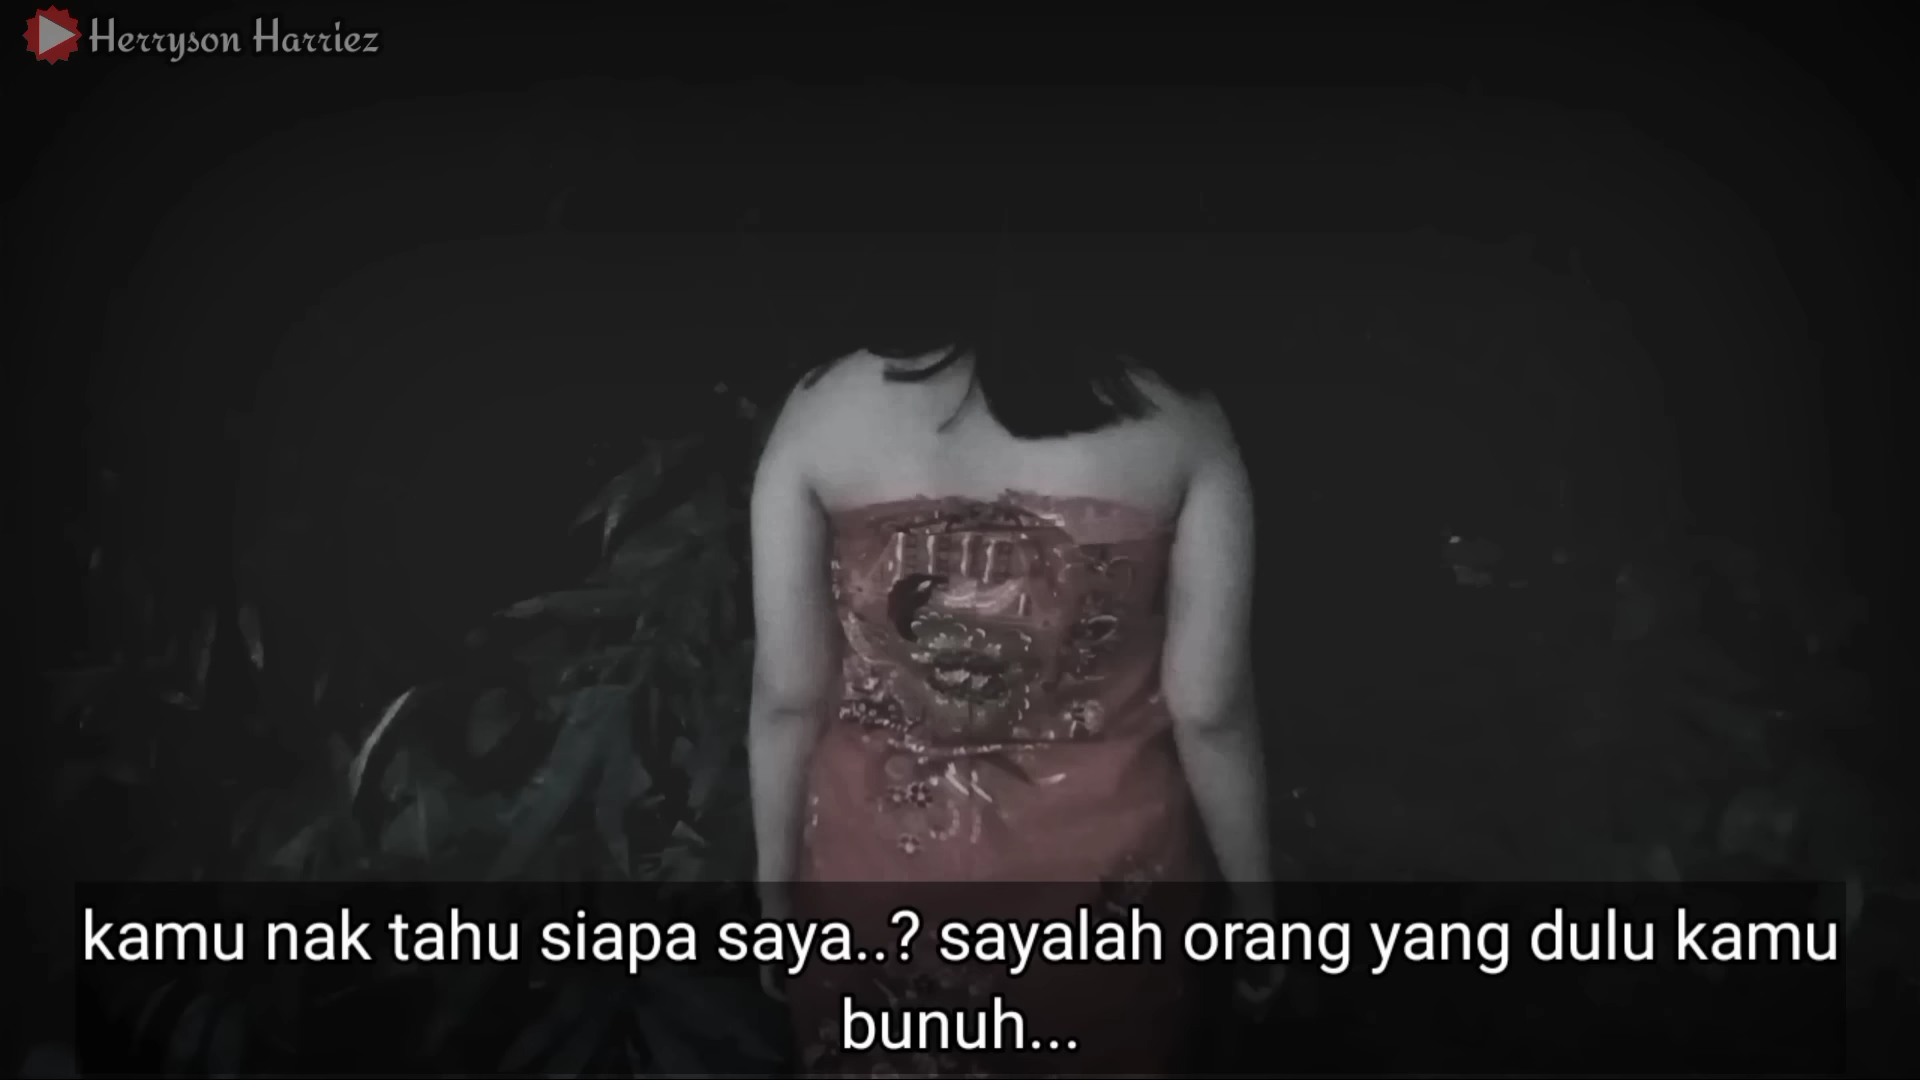 Herryson Harriez
kamu nak tahu siapa saya..? sayalah orang yang dulu kamu
bunuh...